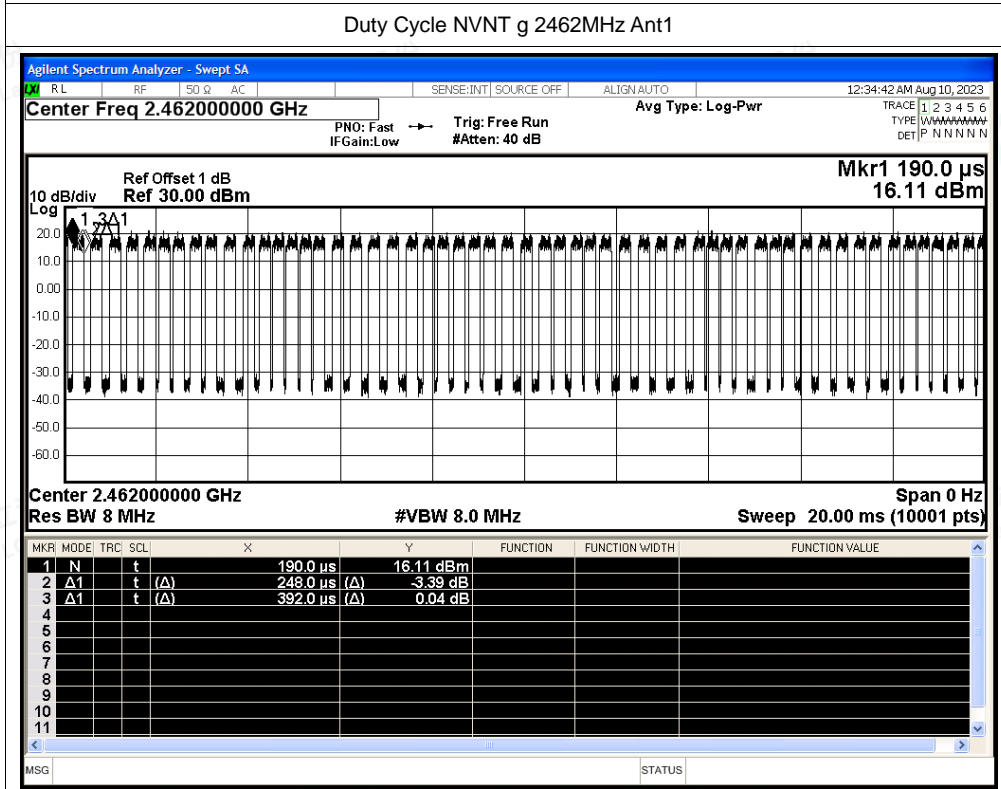 Duty Cycle NVNT g 2462MHz Ant1
Agilent Spectrum Analyzer - Swept SA
LXI RL RF 50 Ω AC SENSE:INT SOURCE OFF ALIGN AUTO 12:34:42 AM Aug 10, 2023
Center Freq 2.462000000 GHz Avg Type: Log-Pwr TRACE 1 2 3 4 5 6
PNO: Fast Trig: Free Run TYPE WWWWWW
IFGain:Low #Atten: 40 dB DET P N N N N N
Mkr1 190.0 µs
Ref Offset 1 dB
10 dB/div Ref 30.00 dBm 16.11 dBm
Log
1 3Δ1
2Δ1
20.0
10.0
0.00
-10.0
-20.0
-30.0
-40.0
-50.0
-60.0
Center 2.462000000 GHz Span 0 Hz
Res BW 8 MHz #VBW 8.0 MHz Sweep 20.00 ms (10001 pts)
MKR MODE TRC SCL X Y FUNCTION FUNCTION WIDTH FUNCTION VALUE
1 N t 190.0 µs 16.11 dBm
2 Δ1 t (Δ) 248.0 µs (Δ) -3.39 dB
3 Δ1 t (Δ) 392.0 µs (Δ) 0.04 dB
4
5
6
7
8
9
10
11
MSG STATUS